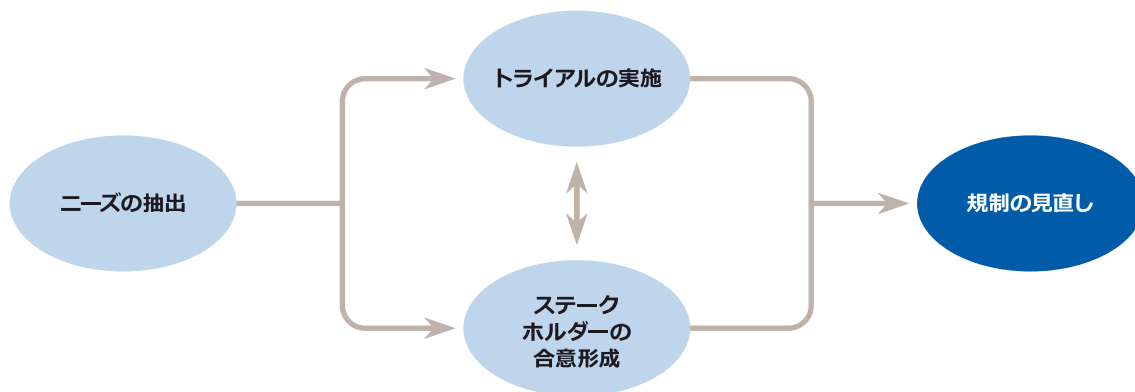 トライアルの実施
ニーズの抽出
規制の見直し
ステーク
ホルダーの
合意形成